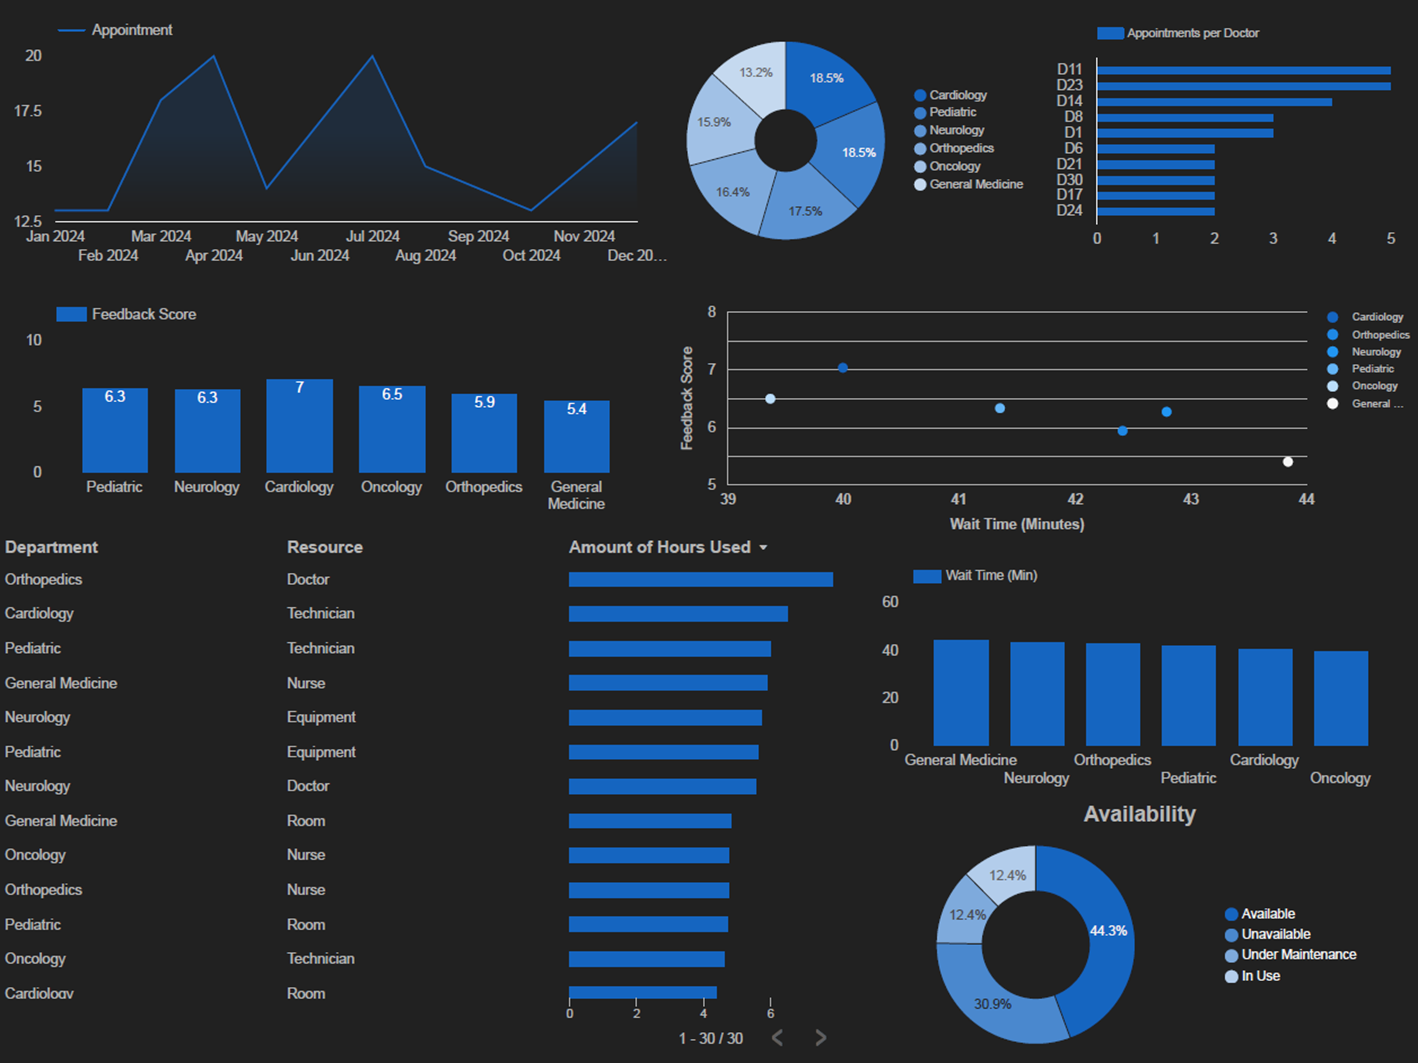 Appointment
20
17.5
15
12.5
Jan 2024 Mar 2024 May 2024 Jul 2024 Sep 2024 Nov 2024
Feb 2024 Apr 2024 Jun 2024 Aug 2024 Oct 2024 Dec 20...
18.5%
18.5%
17.5%
16.4%
15.9%
13.2%
Cardiology
Pediatric
Neurology
Orthopedics
Oncology
General Medicine
Appointments per Doctor
D11
D23
D14
D8
D1
D6
D21
D30
D17
D24
0 1 2 3 4 5
Feedback Score
10
5
0
6.3 6.3 7 6.5 5.9 5.4
Pediatric Neurology Cardiology Oncology Orthopedics General
Medicine
Feedback Score
8
7
6
5
39 40 41 42 43 44
Wait Time (Minutes)
Cardiology
Orthopedics
Neurology
Pediatric
Oncology
General ...
Department Resource Amount of Hours Used
Orthopedics Doctor
Cardiology Technician
Pediatric Technician
General Medicine Nurse
Neurology Equipment
Pediatric Equipment
Neurology Doctor
General Medicine Room
Oncology Nurse
Orthopedics Nurse
Pediatric Room
Oncology Technician
Cardiology Room
0 2 4 6
1 - 30 / 30
Wait Time (Min)
60
40
20
0
General Medicine Orthopedics Cardiology
Neurology Pediatric Oncology
Availability
44.3%
30.9%
12.4%
12.4%
Available
Unavailable
Under Maintenance
In Use